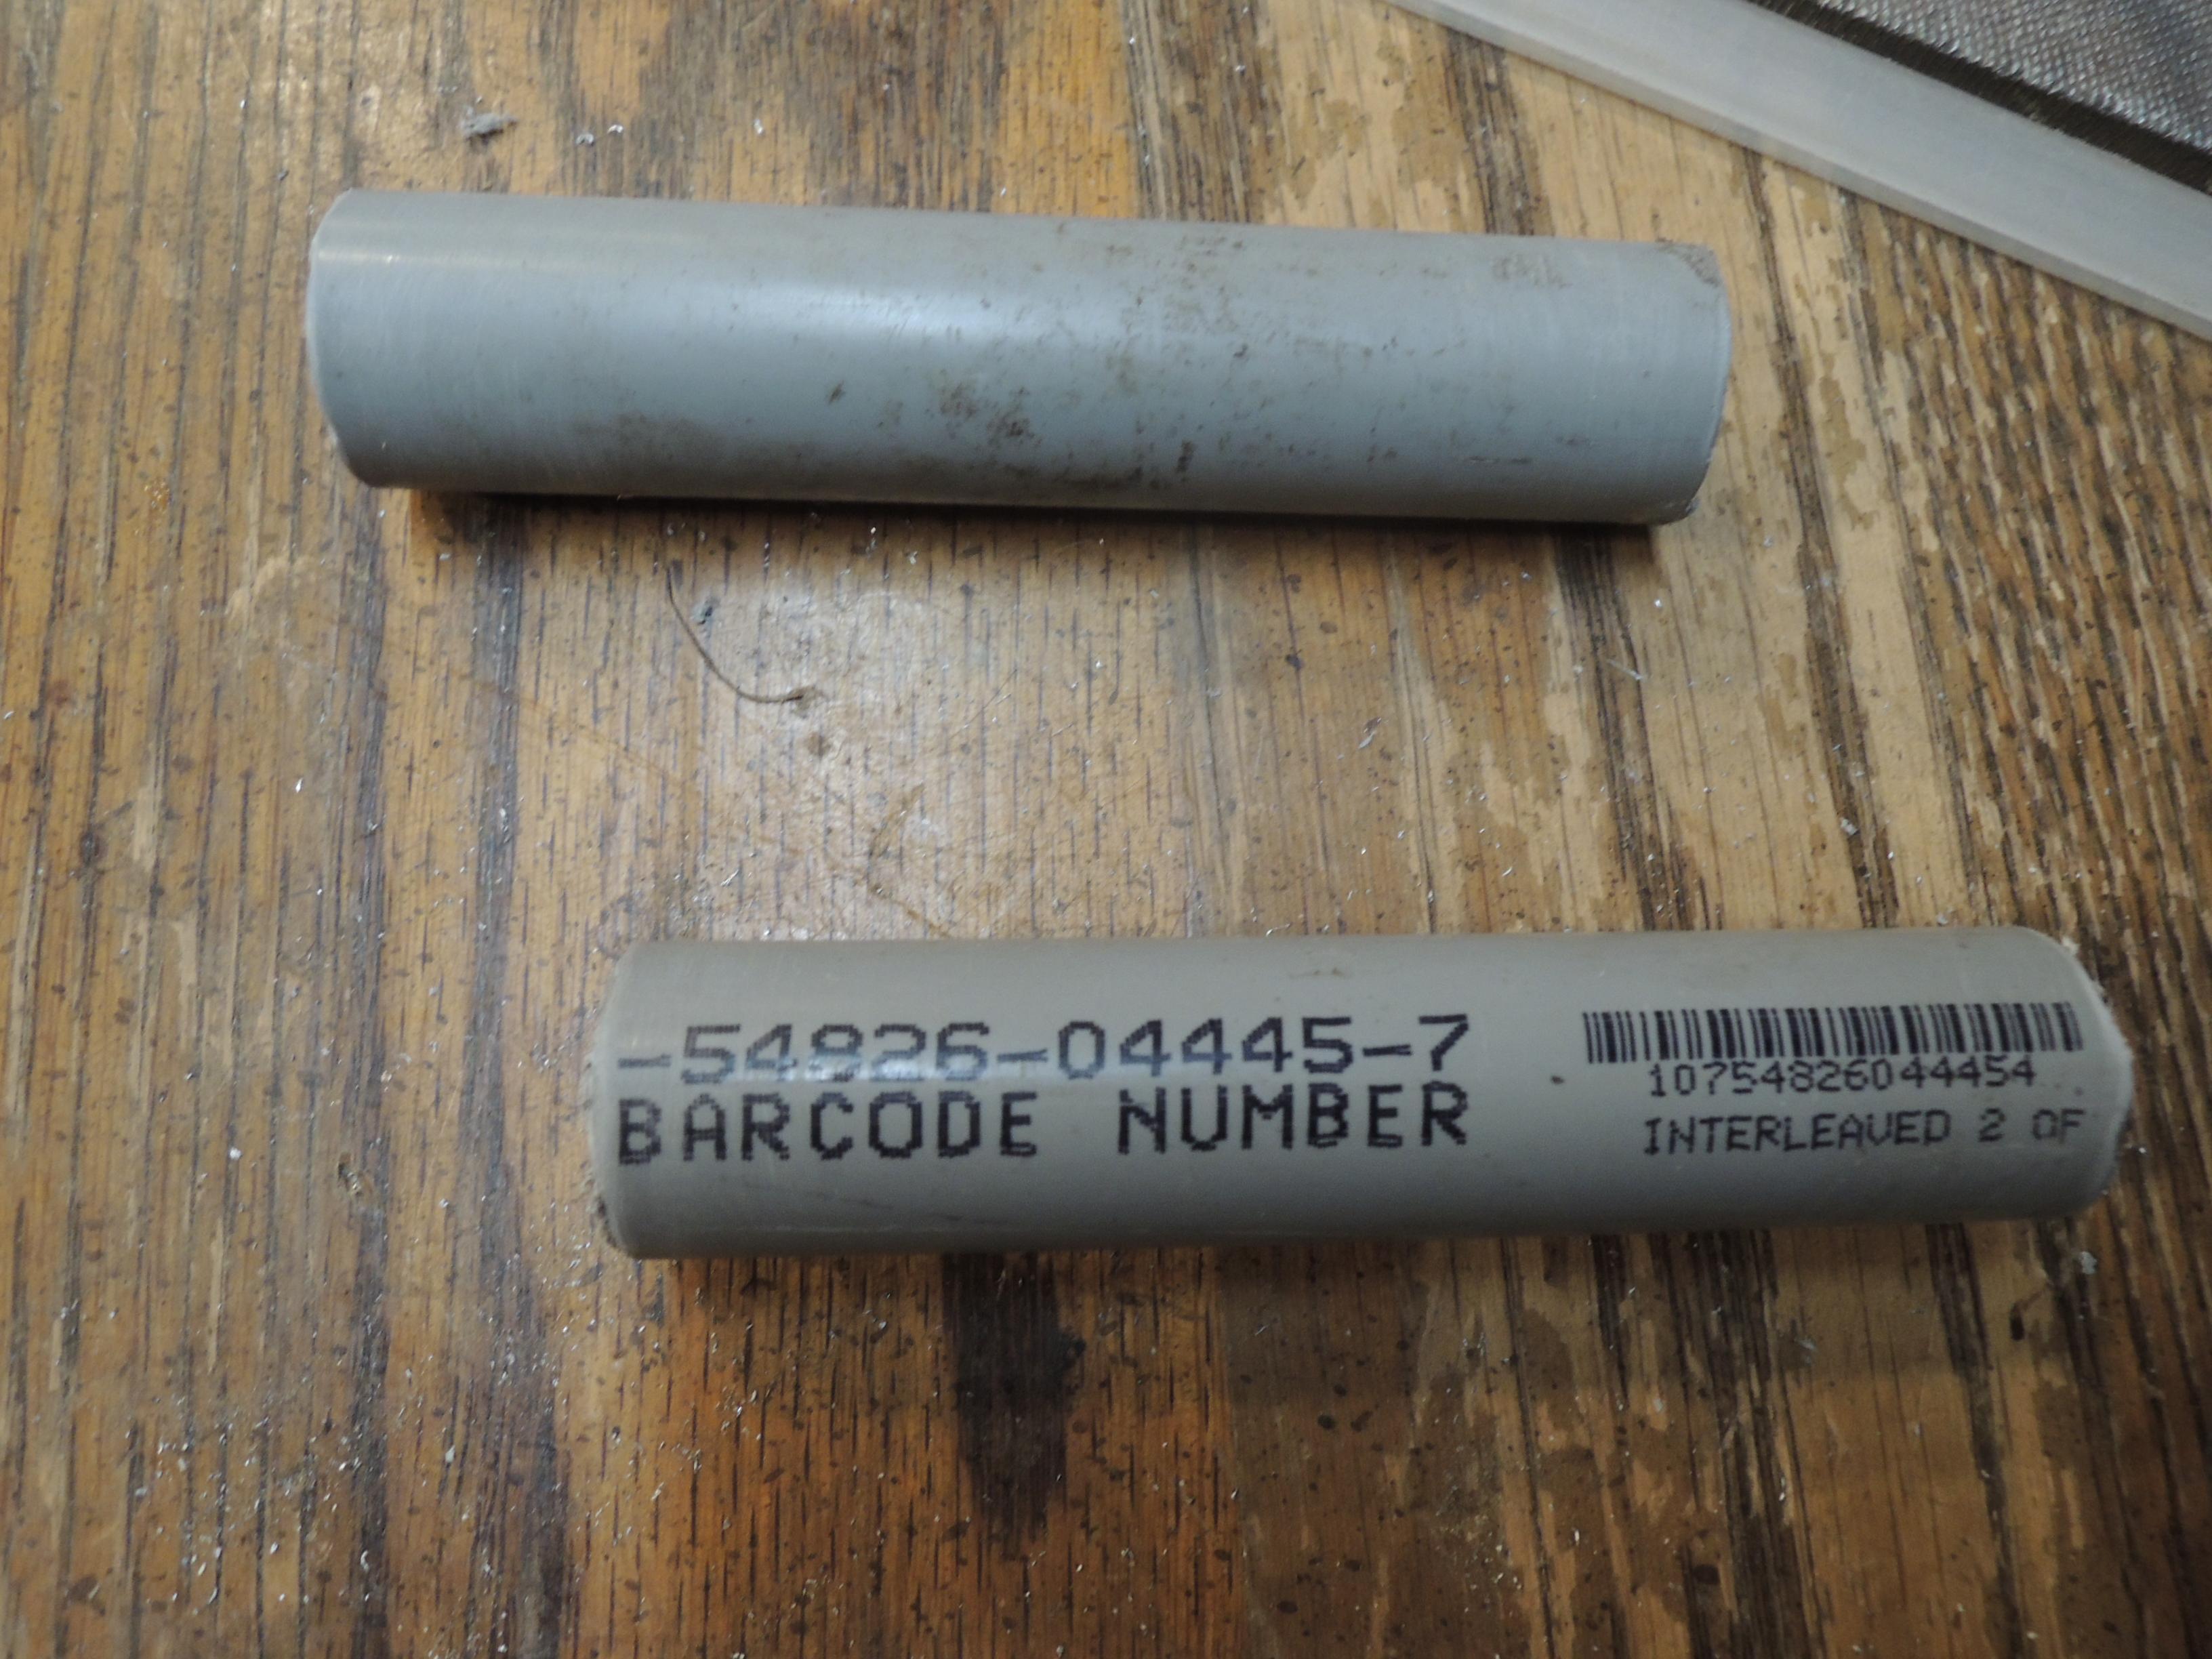 -54826-04445-7
BARCODE NUMBER
10754826044454
INTERLEAVED 2 OF